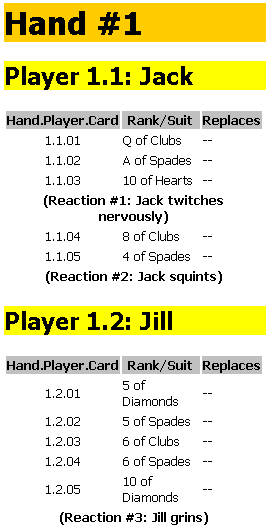 Hand #1
Player 1.1: Jack
Hand.Player.Card Rank/Suit Replaces
1.1.01 Q of Clubs --
1.1.02 A of Spades --
1.1.03 10 of Hearts --
(Reaction #1: Jack twitches
nervously)
1.1.04 8 of Clubs --
1.1.05 4 of Spades --
(Reaction #2: Jack squints)
Player 1.2: Jill
Hand.Player.Card Rank/Suit Replaces
1.2.01 5 of
Diamonds --
1.2.02 5 of Spades --
1.2.03 6 of Clubs --
1.2.04 6 of Spades --
1.2.05 10 of
Diamonds --
(Reaction #3: Jill grins)